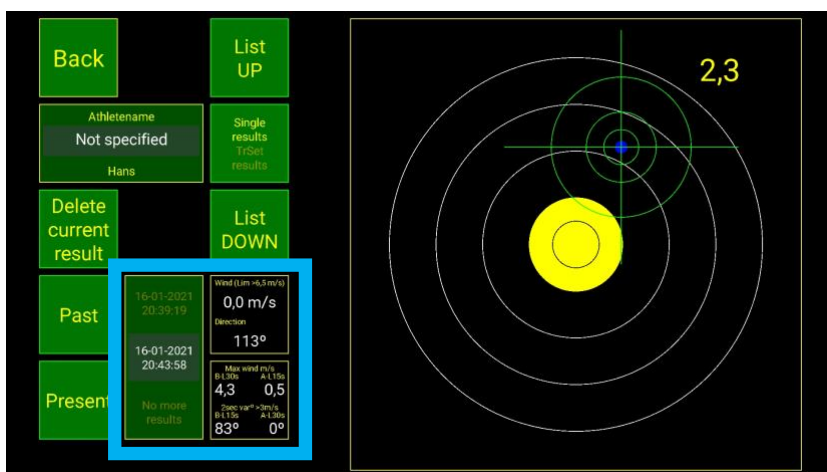 Back
List
UP
2,3
Athletename
Not specified
Hans
Single
results
TrSet
results
Delete
current
result
List
DOWN
Past
16-01-2021
20:39:19
16-01-2021
20:43:58
No more
results
Wind (Lim >6,5 m/s)
0,0 m/s
Direction
113º
Present
Max wind m/s
B-L30s A-L15s
4,3 0,5
2sec varº >3m/s
B-L15s A-L30s
83º 0º